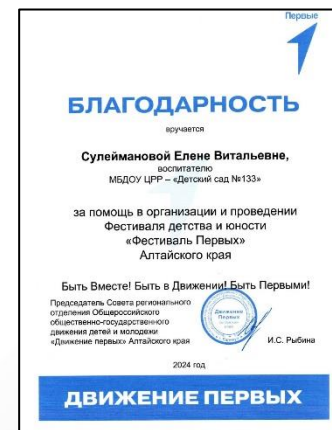 Первые
БЛАГОДАРНОСТЬ
вручается
Сулеймановой Елене Витальевне,
воспитателю
МБДОУ ЦРР – «Детский сад №133»
за помощь в организации и проведении
Фестиваля детства и юности
«Фестиваль Первых»
Алтайского края
Быть Вместе! Быть в Движении! Быть Первыми!
Председатель Совета регионального
отделения Общероссийского
общественно-государственного
движения детей и молодежи
«Движение первых» Алтайского края
И.С. Рыбина
Движение
Первых
2024 год
ДВИЖЕНИЕ ПЕРВЫХ